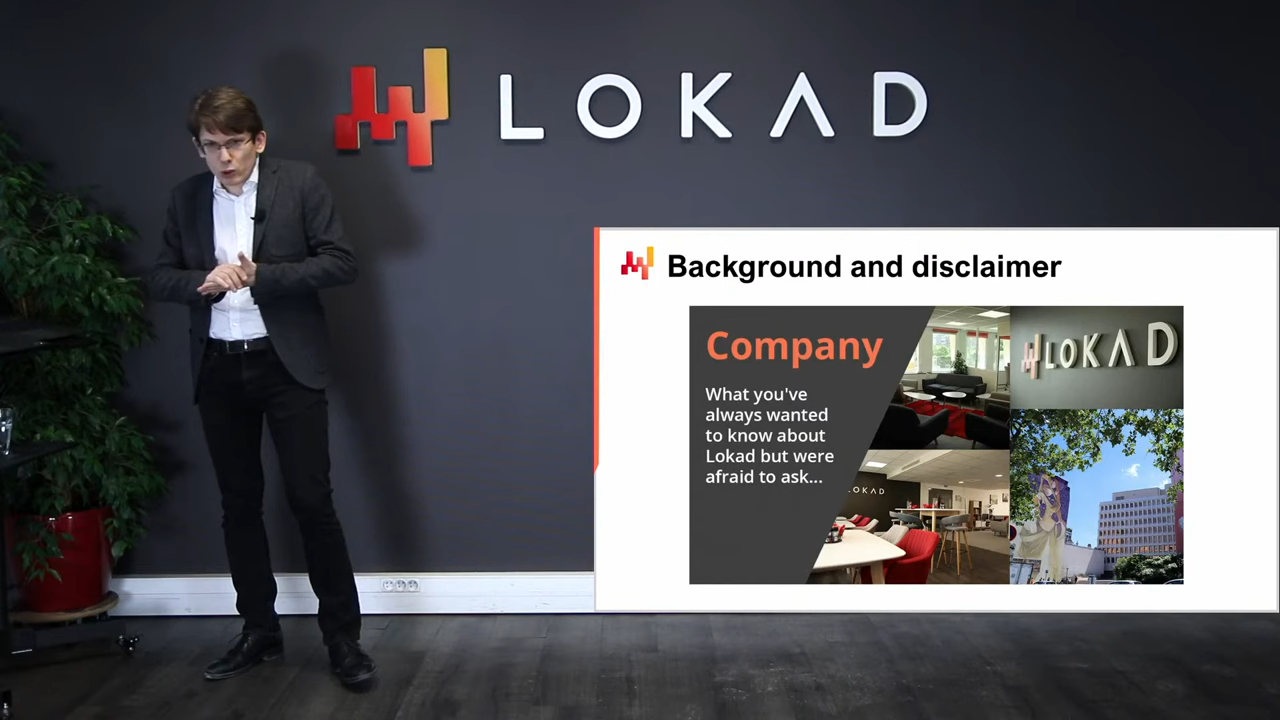 LOKAD
Background and disclaimer
Company
What you've
always wanted
to know about
Lokad but were
afraid to ask...
LOKAD
LOKAD